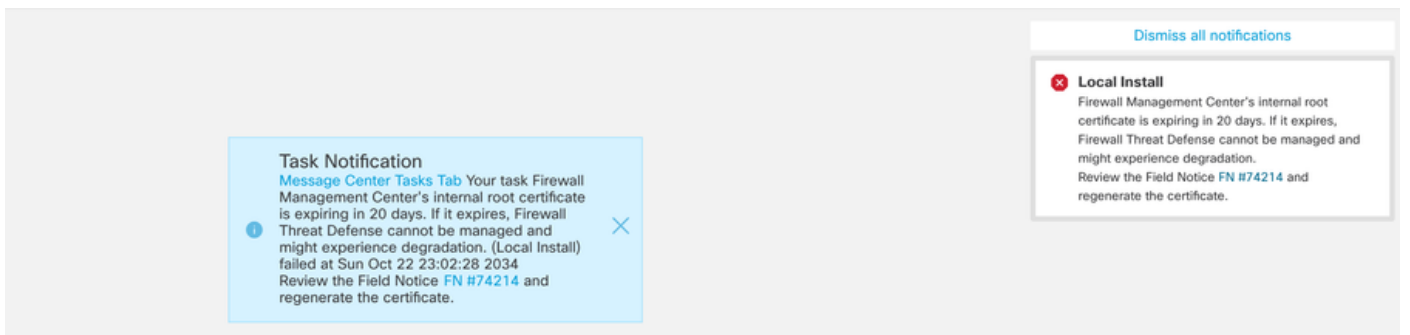 Dismiss all notifications
Local Install
Firewall Management Center's internal root
certificate is expiring in 20 days. If it expires,
Firewall Threat Defense cannot be managed and
might experience degradation.
Review the Field Notice FN #74214 and
regenerate the certificate.
Task Notification
Message Center Tasks Tab Your task Firewall
Management Center's internal root certificate
is expiring in 20 days. If it expires, Firewall
Threat Defense cannot be managed and
might experience degradation. (Local Install)
failed at Sun Oct 22 23:02:28 2034
Review the Field Notice FN #74214 and
regenerate the certificate.